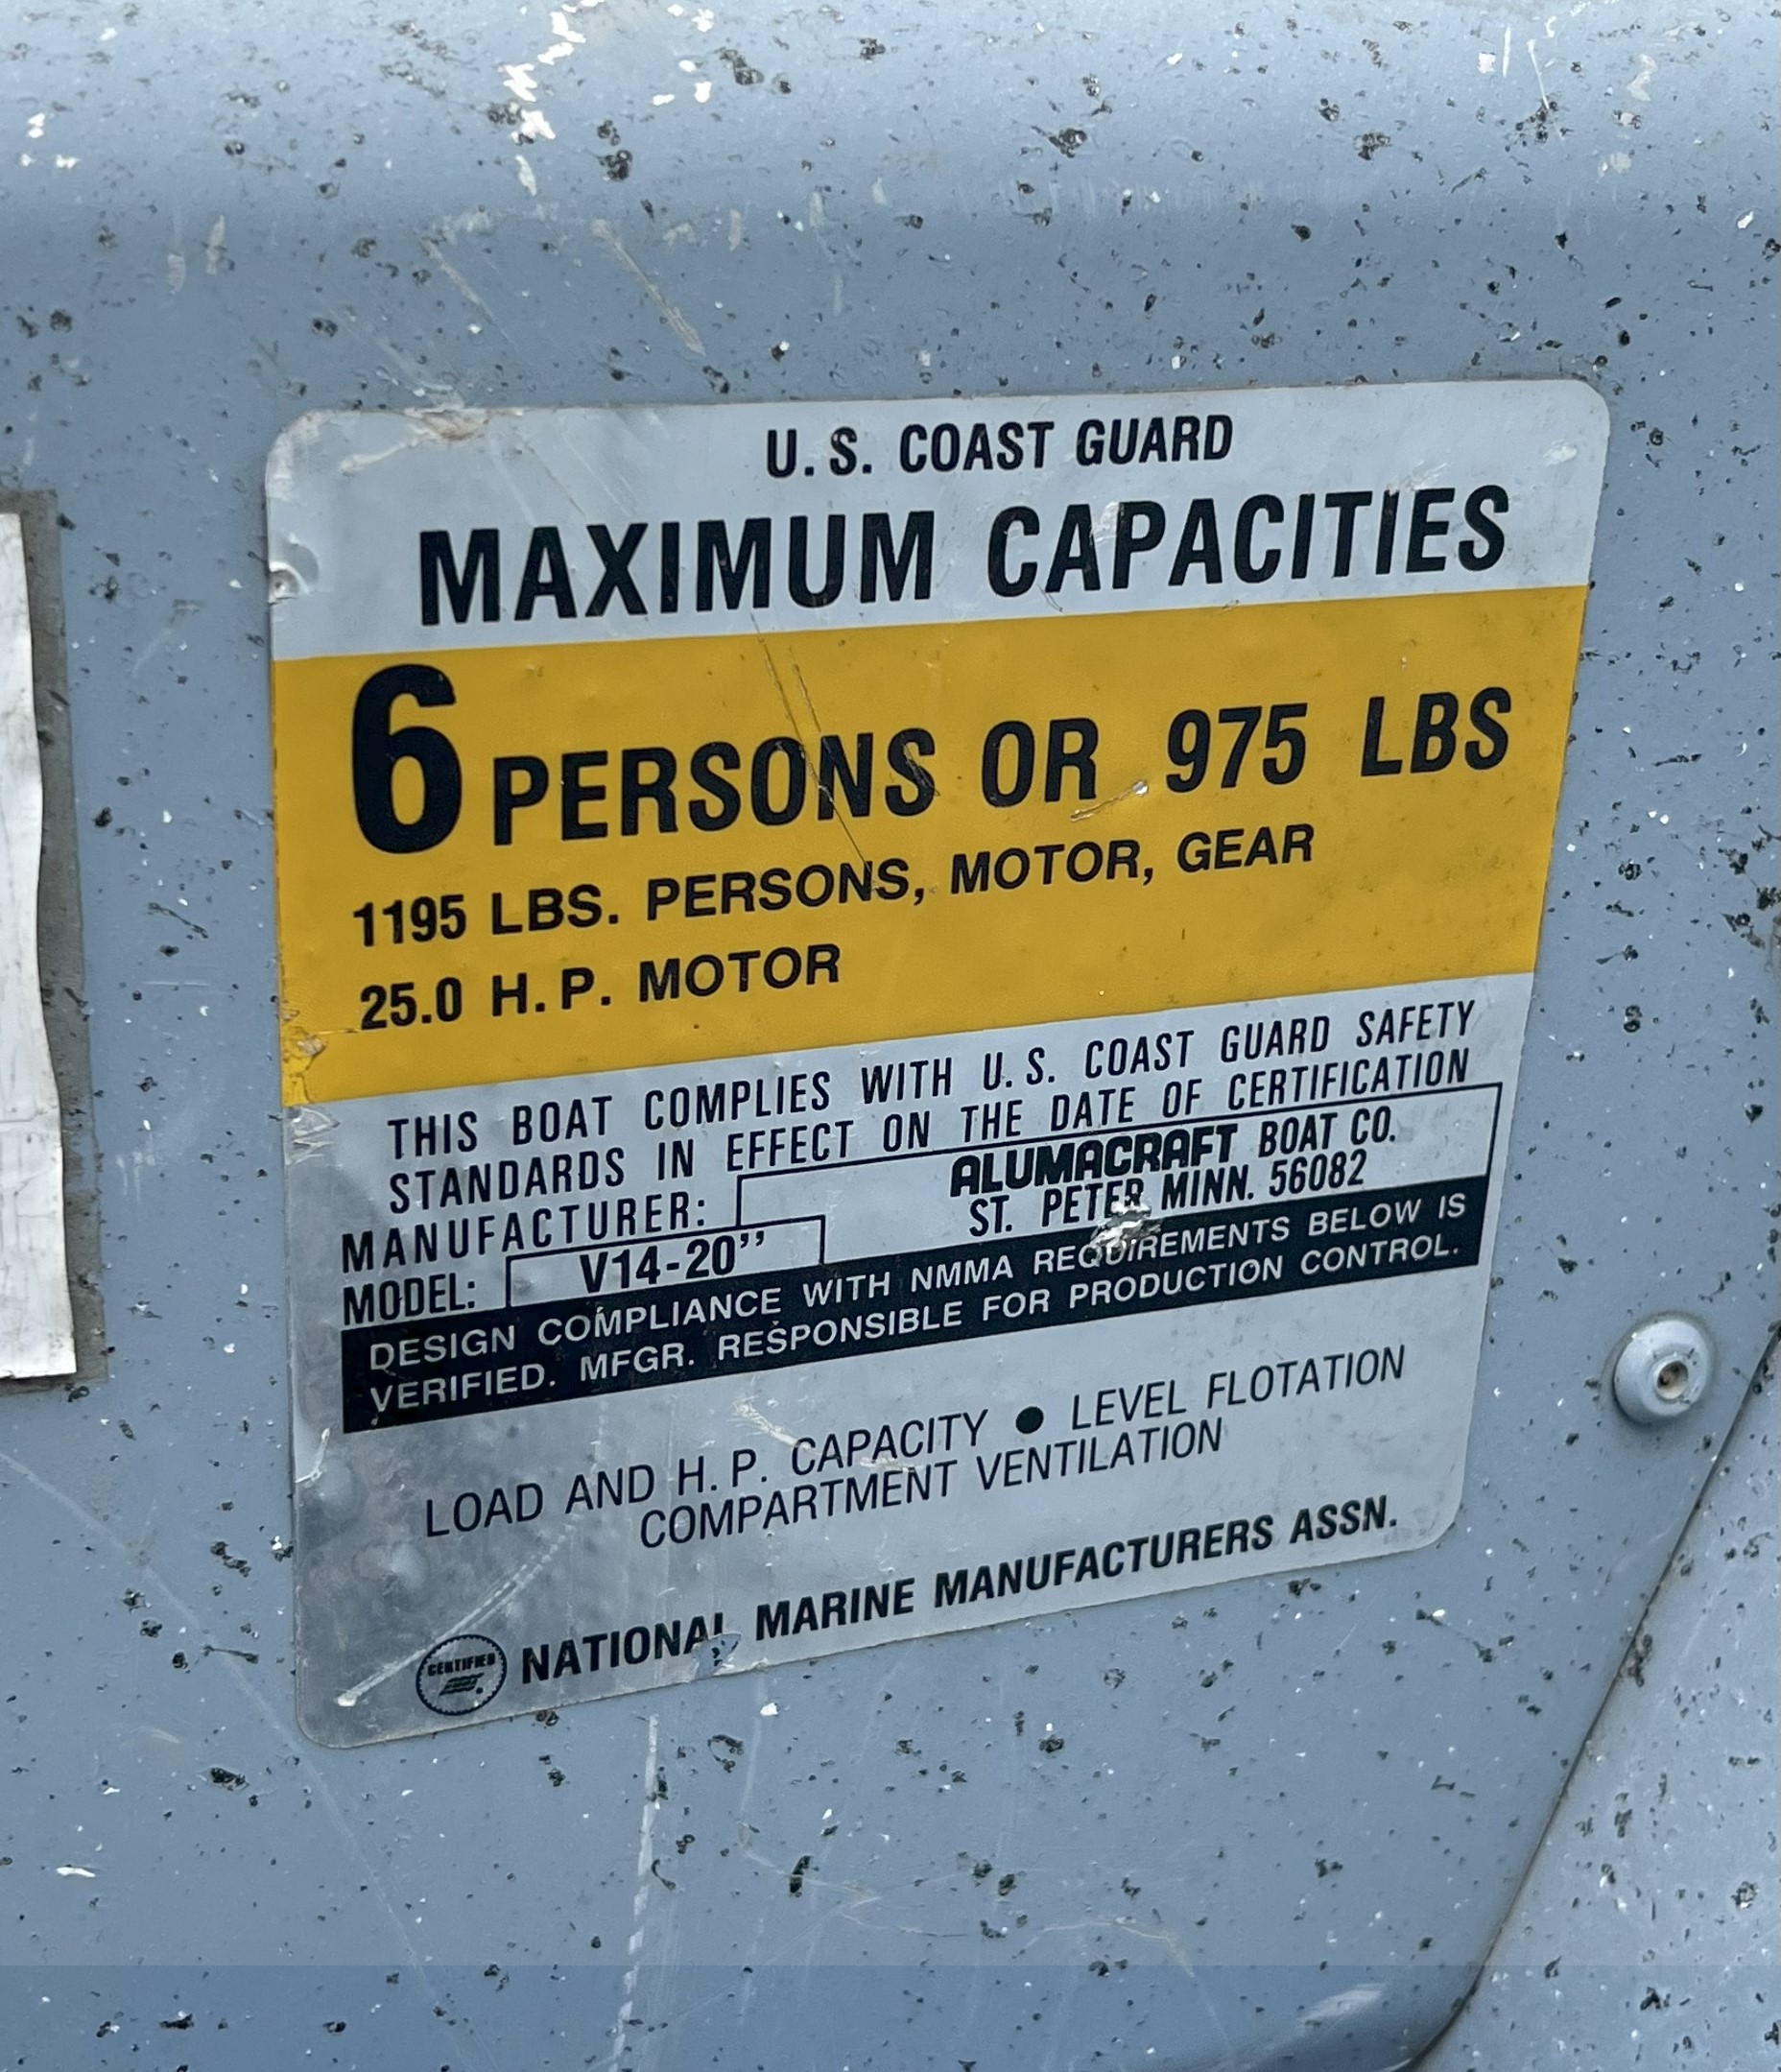 U.S. COAST GUARD
MAXIMUM CAPACITIES
6 PERSONS OR 975 LBS
1195 LBS. PERSONS, MOTOR, GEAR
25.0 H.P. MOTOR
THIS BOAT COMPLIES WITH U.S. COAST GUARD SAFETY
STANDARDS IN EFFECT ON THE DATE OF CERTIFICATION
MANUFACTURER: ALUMACRAFT BOAT CO.
ST. PETER MINN. 56082
MODEL: V14-20”
DESIGN COMPLIANCE WITH NMMA REQUIREMENTS BELOW IS
VERIFIED. MFGR. RESPONSIBLE FOR PRODUCTION CONTROL.
LOAD AND H.P. CAPACITY ● LEVEL FLOTATION
COMPARTMENT VENTILATION
CERTIFIED
NATIONAL MARINE MANUFACTURERS ASSN.